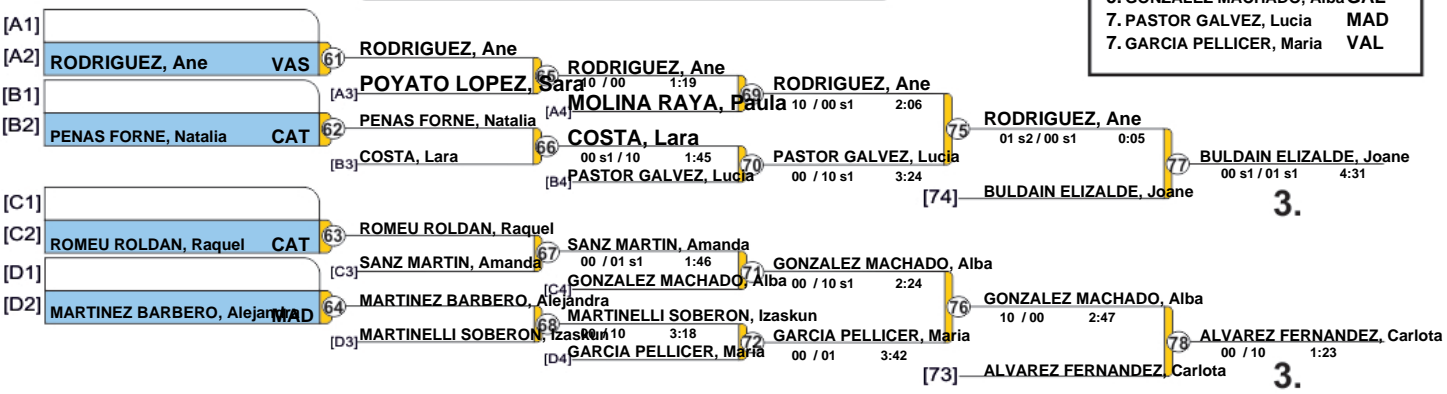 GONZALEZ MACHADO, Alba
7. PASTOR GALVEZ, Lucia MAD
7. GARCIA PELLICER, Maria VAL
[A1]
[A2] RODRIGUEZ, Ane VAS 61 RODRIGUEZ, Ane
[A3] POYATO LOPEZ, Sara
65 RODRIGUEZ, Ane
10 / 00 1:19
[A4] MOLINA RAYA, Paula
69 RODRIGUEZ, Ane
10 / 00 s1 2:06
[B1]
[B2] PENAS FORNE, Natalia CAT 62 PENAS FORNE, Natalia
[B3] COSTA, Lara
66 COSTA, Lara
00 s1 / 10 1:45
[B4] PASTOR GALVEZ, Lucia
70 PASTOR GALVEZ, Lucia
00 / 10 s1 3:24
75 RODRIGUEZ, Ane
01 s2 / 00 s1 0:05
[74] BULDAIN ELIZALDE, Joane
77 BULDAIN ELIZALDE, Joane
00 s1 / 01 s1 4:31
3.
[C1]
[C2] ROMEU ROLDAN, Raquel CAT 63 ROMEU ROLDAN, Raquel
[C3] SANZ MARTIN, Amanda
67 SANZ MARTIN, Amanda
00 / 01 s1 1:46
[C4] GONZALEZ MACHADO, Alba
71 GONZALEZ MACHADO, Alba
00 / 10 s1 2:24
[D1]
[D2] MARTINEZ BARBERO, Alejandra MAD 64 MARTINEZ BARBERO, Alejandra
[D3] MARTINELLI SOBERON, Izaskun
68 MARTINELLI SOBERON, Izaskun
00 / 10 3:18
[D4] GARCIA PELLICER, Maria
72 GARCIA PELLICER, Maria
00 / 01 3:42
76 GONZALEZ MACHADO, Alba
10 / 00 2:47
[73] ALVAREZ FERNANDEZ, Carlota
78 ALVAREZ FERNANDEZ, Carlota
00 / 10 1:23
3.